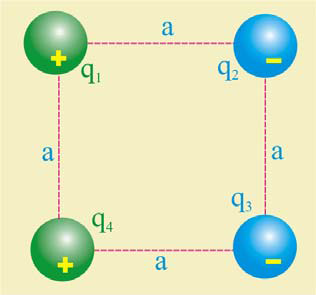 a
+ -
q₁ q₂
a a
q₄ q₃
+ -
a